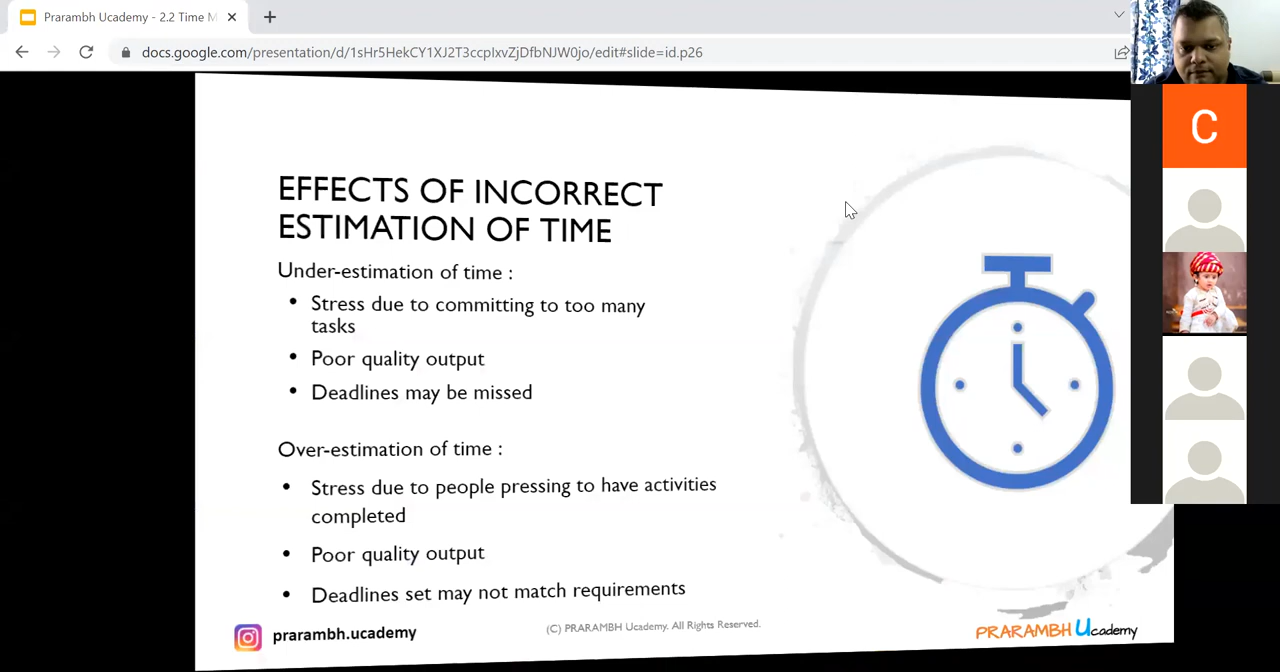 Prarambh Ucademy - 2.2 Time M
docs.google.com/presentation/d/1sHr5HekCY1XJ2T3ccpIxvZjDfbNJW0jo/edit#slide=id.p26
C
EFFECTS OF INCORRECT
ESTIMATION OF TIME
Under-estimation of time :
• Stress due to committing to too many
tasks
• Poor quality output
• Deadlines may be missed
Over-estimation of time :
• Stress due to people pressing to have activities
completed
• Poor quality output
• Deadlines set may not match requirements
prarambh.ucademy
(C) PRARAMBH Ucademy. All Rights Reserved.
PRARAMBH Ucademy